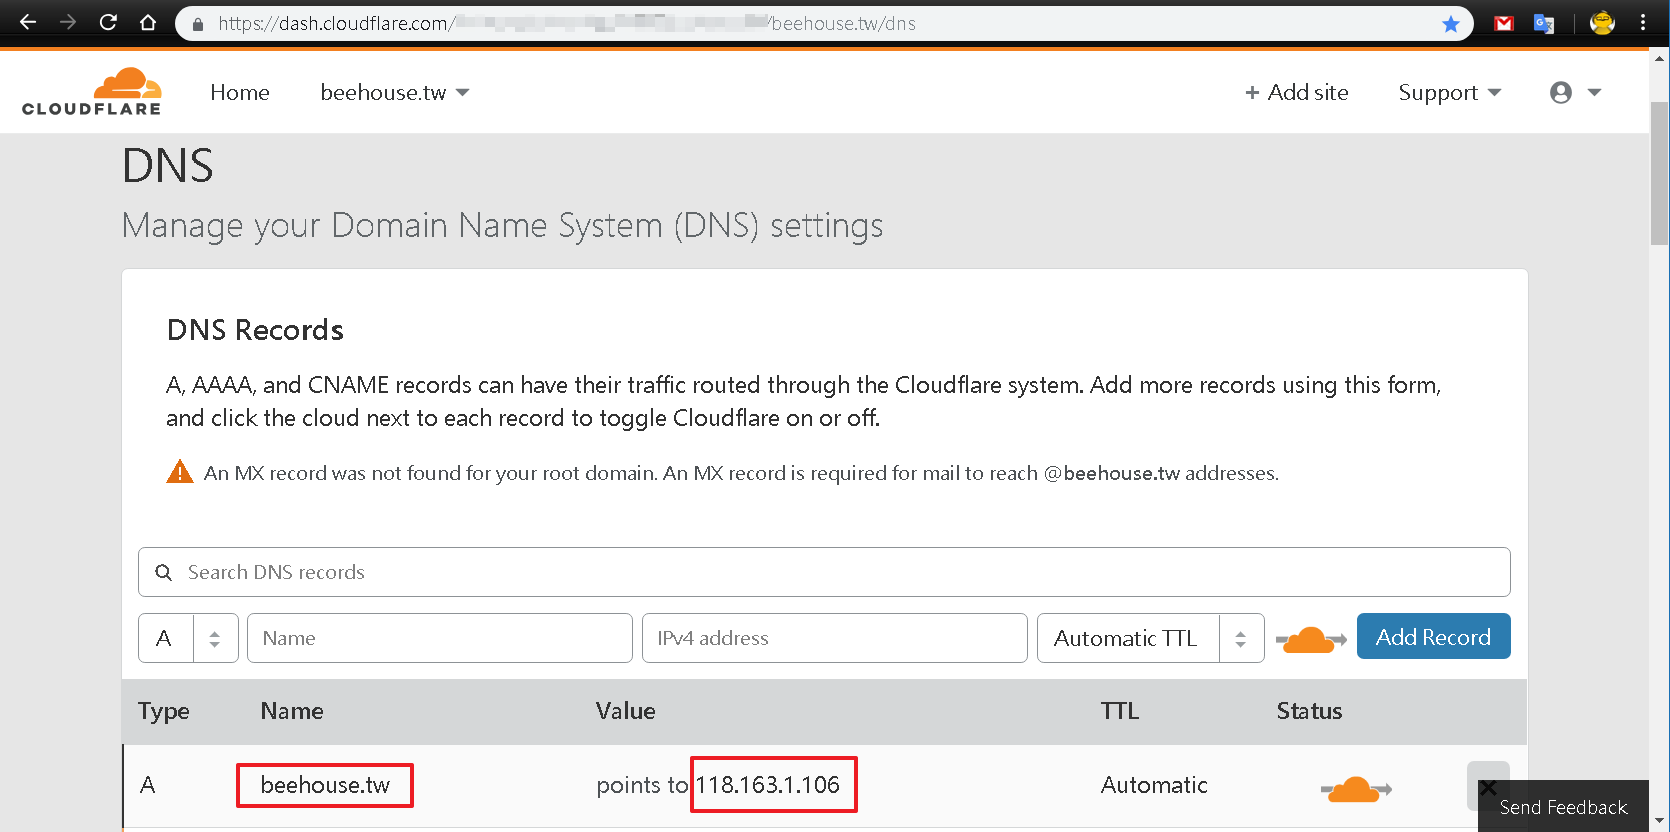 https://dash.cloudflare.com/
/beehouse.tw/dns
CLOUDFLARE
Home
beehouse.tw
+ Add site
Support
DNS
Manage your Domain Name System (DNS) settings
DNS Records
A, AAAA, and CNAME records can have their traffic routed through the Cloudflare system. Add more records using this form,
and click the cloud next to each record to toggle Cloudflare on or off.
An MX record was not found for your root domain. An MX record is required for mail to reach @beehouse.tw addresses.
Search DNS records
A
Name
IPv4 address
Automatic TTL
Add Record
Type
Name
Value
TTL
Status
A
beehouse.tw
points to 118.163.1.106
Automatic
Send Feedback